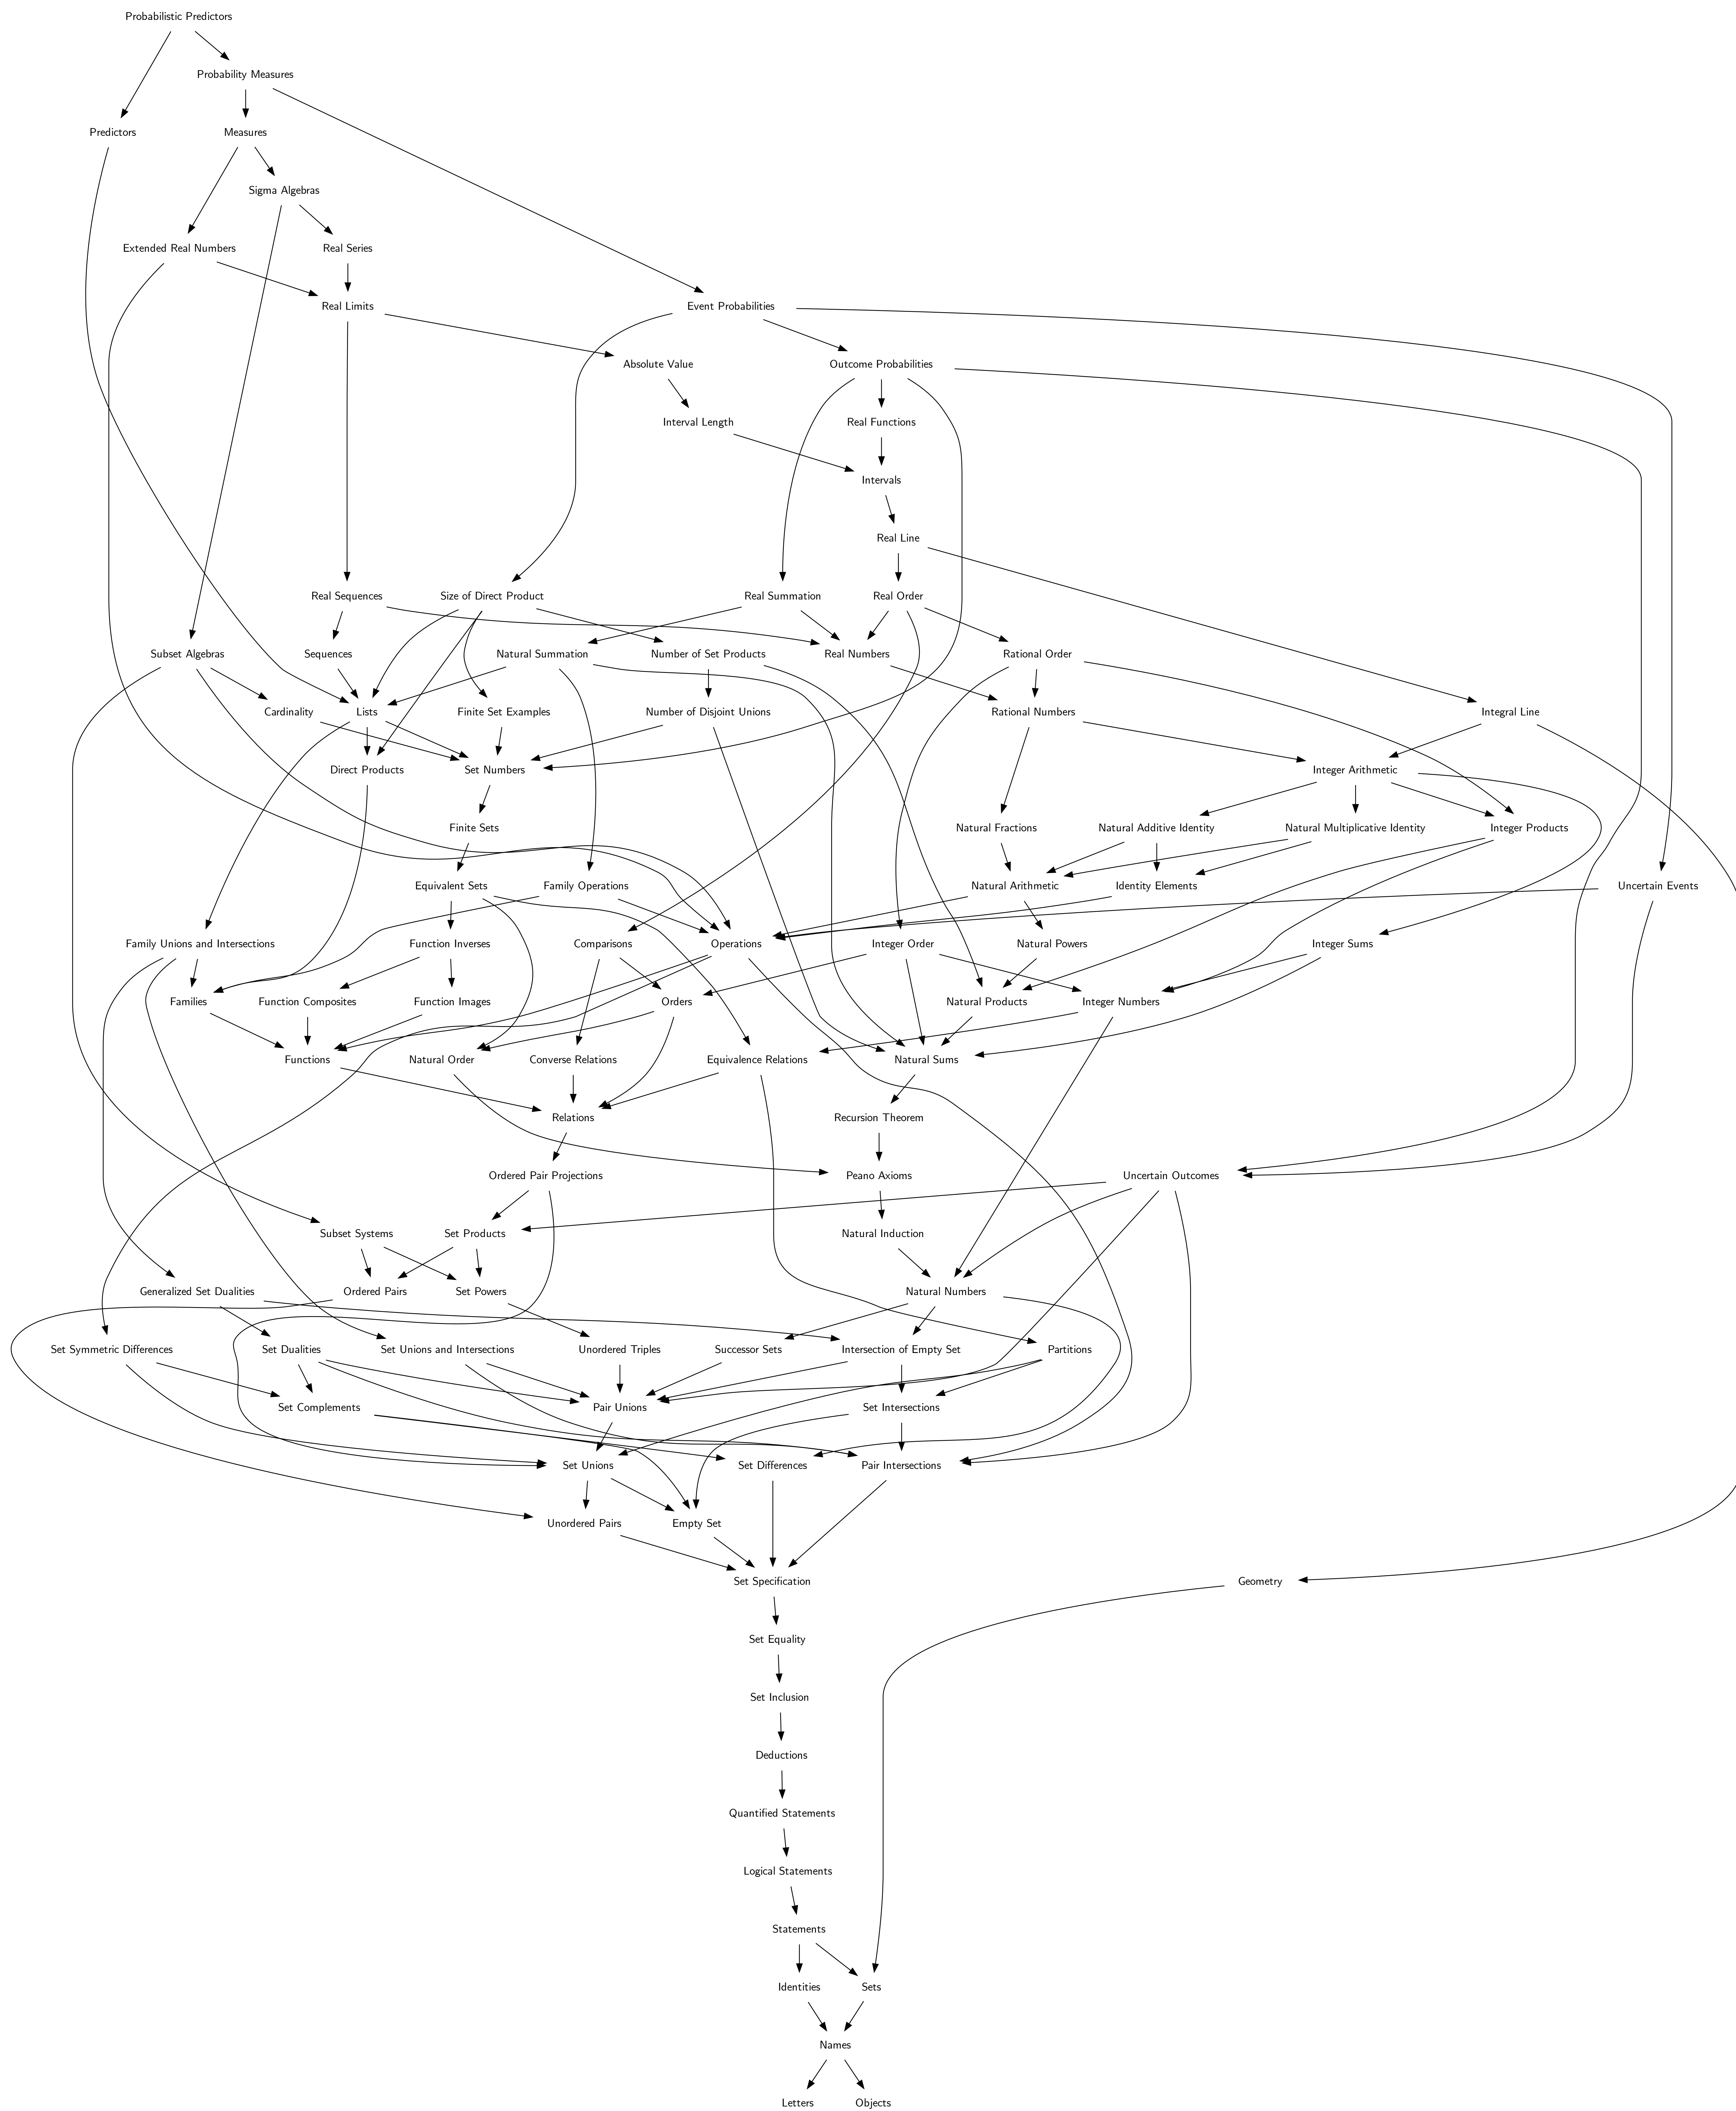 Probabilistic Predictors
Probability Measures
Predictors
Measures
Sigma Algebras
Extended Real Numbers
Real Series
Real Limits
Event Probabilities
Absolute Value
Outcome Probabilities
Interval Length
Real Functions
Intervals
Real Line
Real Sequences
Size of Direct Product
Real Summation
Real Order
Subset Algebras
Sequences
Natural Summation
Number of Set Products
Real Numbers
Rational Order
Cardinality
Lists
Finite Set Examples
Number of Disjoint Unions
Rational Numbers
Integral Line
Direct Products
Set Numbers
Integer Arithmetic
Finite Sets
Natural Fractions
Natural Additive Identity
Natural Multiplicative Identity
Integer Products
Equivalent Sets
Family Operations
Natural Arithmetic
Identity Elements
Uncertain Events
Family Unions and Intersections
Function Inverses
Comparisons
Operations
Integer Order
Natural Powers
Integer Sums
Families
Function Composites
Function Images
Orders
Natural Products
Integer Numbers
Functions
Natural Order
Converse Relations
Equivalence Relations
Natural Sums
Relations
Recursion Theorem
Ordered Pair Projections
Peano Axioms
Uncertain Outcomes
Subset Systems
Set Products
Natural Induction
Generalized Set Dualities
Ordered Pairs
Set Powers
Natural Numbers
Set Symmetric Differences
Set Dualities
Set Unions and Intersections
Unordered Triples
Successor Sets
Intersection of Empty Set
Partitions
Set Complements
Pair Unions
Set Intersections
Set Unions
Set Differences
Pair Intersections
Unordered Pairs
Empty Set
Set Specification
Geometry
Set Equality
Set Inclusion
Deductions
Quantified Statements
Logical Statements
Statements
Identities
Sets
Names
Letters
Objects